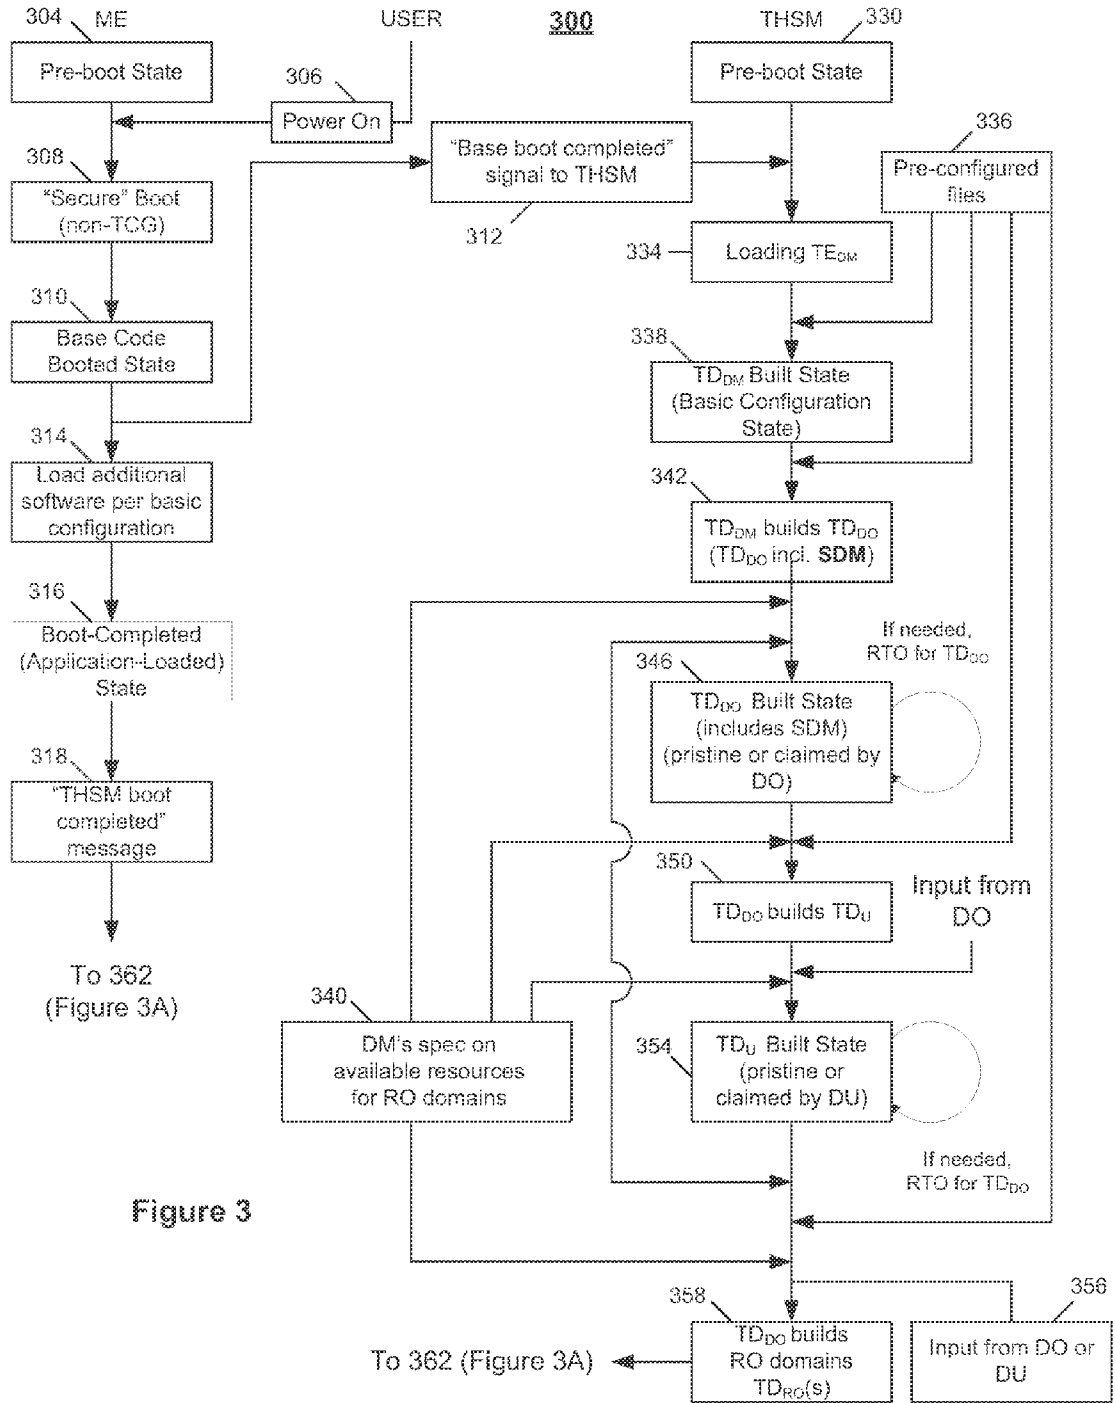 304
ME
USER
300
THSM
330
Pre-boot State
Pre-boot State
306
Power On
336
308
"Base boot completed"
signal to THSM
Pre-configured
files
"Secure" Boot
(non-TCG)
312
334
Loading TEDM
310
Base Code
Booted State
338
TDDM Built State
(Basic Configuration
State)
314
Load additional
software per basic
configuration
342
TDDM builds TDDO
(TDDO incl. SDM)
316
Boot-Completed
(Application-Loaded)
State
If needed,
RTO for TDDO
346
TDDO Built State
(includes SDM)
(pristine or claimed by
DO)
318
"THSM boot
completed"
message
350
TDDO builds TDU
Input from
DO
To 362
(Figure 3A)
340
DM's spec on
available resources
for RO domains
354
TDU Built State
(pristine or
claimed by DU)
If needed,
RTO for TDDO
Figure 3
358
356
TDDO builds
RO domains
TDRO(s)
Input from DO or
DU
To 362 (Figure 3A)